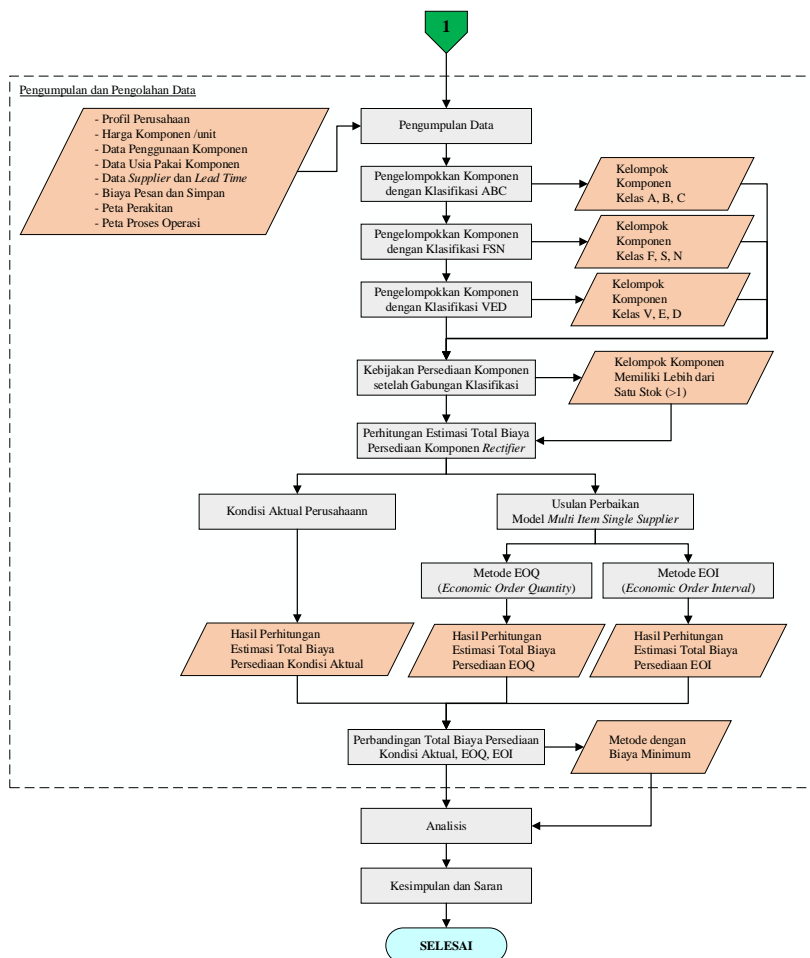 1
Pengumpulan dan Pengolahan Data
- Profil Perusahaan
- Harga Komponen /unit
- Data Penggunaan Komponen
- Data Usia Pakai Komponen
- Data Supplier dan Lead Time
- Biaya Pesan dan Simpan
- Peta Perakitan
- Peta Proses Operasi
Pengumpulan Data
Pengelompokkan Komponen
dengan Klasifikasi ABC
Kelompok
Komponen
Kelas A, B, C
Pengelompokkan Komponen
dengan Klasifikasi FSN
Kelompok
Komponen
Kelas F, S, N
Pengelompokkan Komponen
dengan Klasifikasi VED
Kelompok
Komponen
Kelas V, E, D
Kebijakan Persediaan Komponen
setelah Gabungan Klasifikasi
Kelompok Komponen
Memiliki Lebih dari
Satu Stok (>1)
Perhitungan Estimasi Total Biaya
Persediaan Komponen Rectifier
Kondisi Aktual Perusahaann
Usulan Perbaikan
Model Multi Item Single Supplier
Metode EOQ
(Economic Order Quantity)
Metode EOI
(Economic Order Interval)
Hasil Perhitungan
Estimasi Total Biaya
Persediaan Kondisi Aktual
Hasil Perhitungan
Estimasi Total Biaya
Persediaan EOQ
Hasil Perhitungan
Estimasi Total Biaya
Persediaan EOI
Perbandingan Total Biaya Persediaan
Kondisi Aktual, EOQ, EOI
Metode dengan
Biaya Minimum
Analisis
Kesimpulan dan Saran
SELESAI